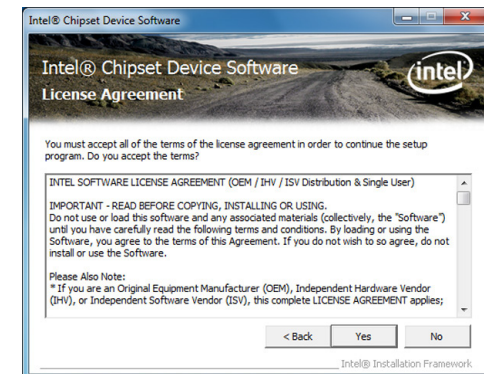 Intel® Chipset Device Software
Intel® Chipset Device Software
intel
License Agreement
You must accept all of the terms of the license agreement in order to continue the setup
program. Do you accept the terms?
INTEL SOFTWARE LICENSE AGREEMENT (OEM / IHV / ISV Distribution & Single User)
IMPORTANT - READ BEFORE COPYING, INSTALLING OR USING.
Do not use or load this software and any associated materials (collectively, the "Software")
until you have carefully read the following terms and conditions. By loading or using the
Software, you agree to the terms of this Agreement. If you do not wish to so agree, do not
install or use the Software.
Please Also Note:
* If you are an Original Equipment Manufacturer (OEM), Independent Hardware Vendor
(IHV), or Independent Software Vendor (ISV), this complete LICENSE AGREEMENT applies;
< Back Yes No
Intel® Installation Framework